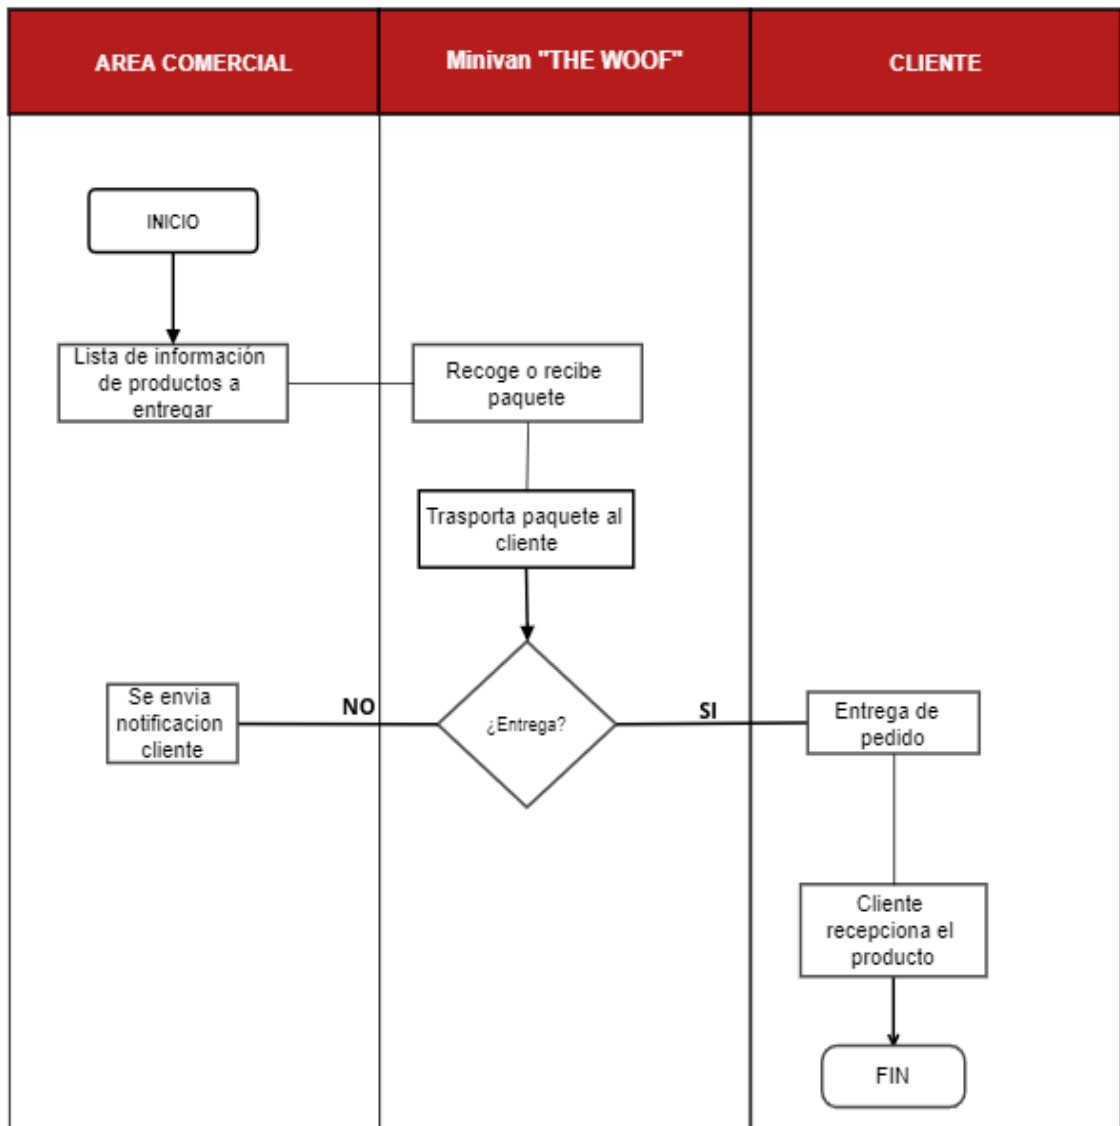 AREA COMERCIAL
Minivan "THE WOOF"
CLIENTE
INICIO
Lista de información
de productos a
entregar
Recoge o recibe
paquete
Trasporta paquete al
cliente
Se envia
notificacion
cliente
NO
¿Entrega?
SI
Entrega de
pedido
Cliente
recepciona el
producto
FIN